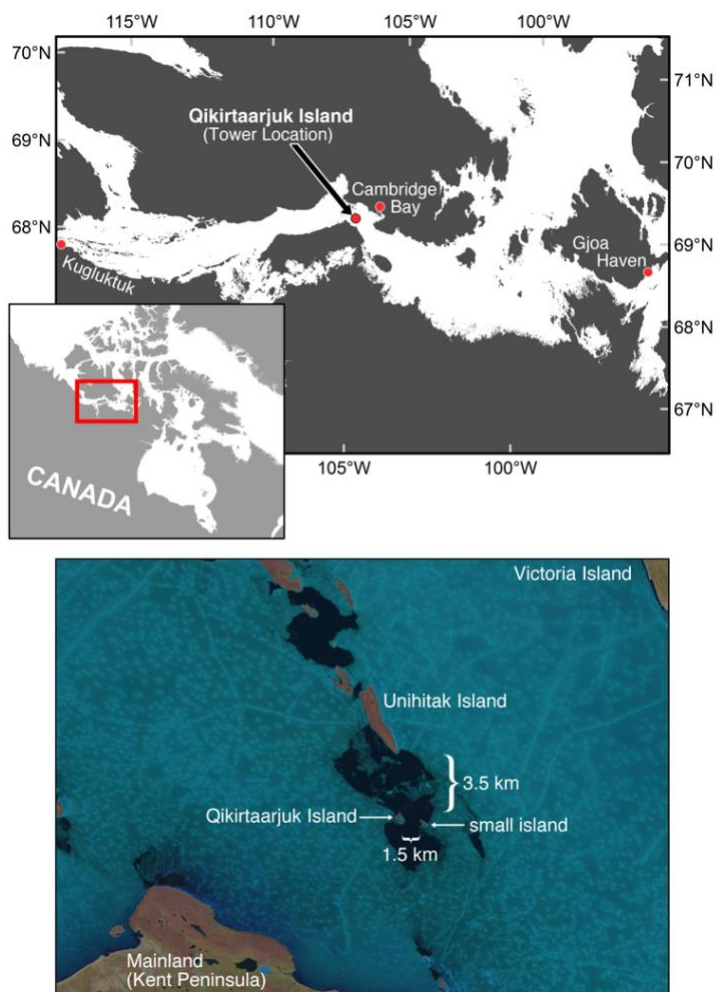 115°W 110°W 105°W 100°W
70°N
71°N
Qikirtaarjuk Island
(Tower Location)
69°N
70°N
Cambridge
Bay
68°N
Gjoa
Haven
69°N
Kugluktuk
68°N
67°N
CANADA
105°W 100°W
Victoria Island
Unihitak Island
3.5 km
Qikirtaarjuk Island
small island
1.5 km
Mainland
(Kent Peninsula)